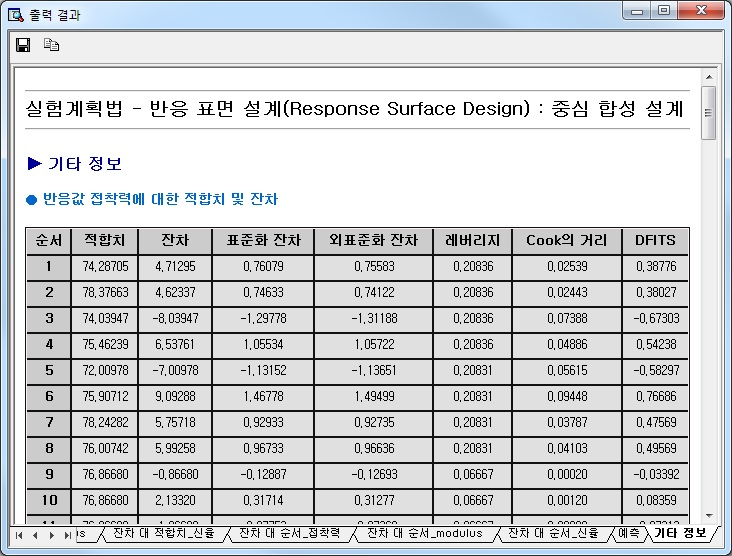 출력 결과
실험계획법 - 반응 표면 설계(Response Surface Design) : 중심 합성 설계
▶ 기타 정보
● 반응값 접착력에 대한 적합치 및 잔차
순서 적합치 잔차 표준화 잔차 외표준화 잔차 레버리지 Cook의 거리 DFITS
1 74,28705 4,71295 0,76079 0,75583 0,20836 0,02539 0,38776
2 78,37663 4,62337 0,74633 0,74122 0,20836 0,02443 0,38027
3 74,03947 -8,03947 -1,29778 -1,31188 0,20836 0,07388 -0,67303
4 75,46239 6,53761 1,05534 1,05722 0,20836 0,04886 0,54238
5 72,00978 -7,00978 -1,13152 -1,13651 0,20831 0,05615 -0,58297
6 75,90712 9,09288 1,46778 1,49499 0,20831 0,09448 0,76686
7 78,24282 5,75718 0,92933 0,92735 0,20831 0,03787 0,47569
8 76,00742 5,99258 0,96733 0,96636 0,20831 0,04103 0,49569
9 76,86680 -0,86680 -0,12887 -0,12693 0,06667 0,00020 -0,03392
10 76,86680 2,13320 0,31714 0,31277 0,06667 0,00120 0,08359
잔차 대 적합치_신율 잔차 대 순서_접착력 잔차 대 순서_modulus 잔차 대 순서_신율 예측 기타 정보